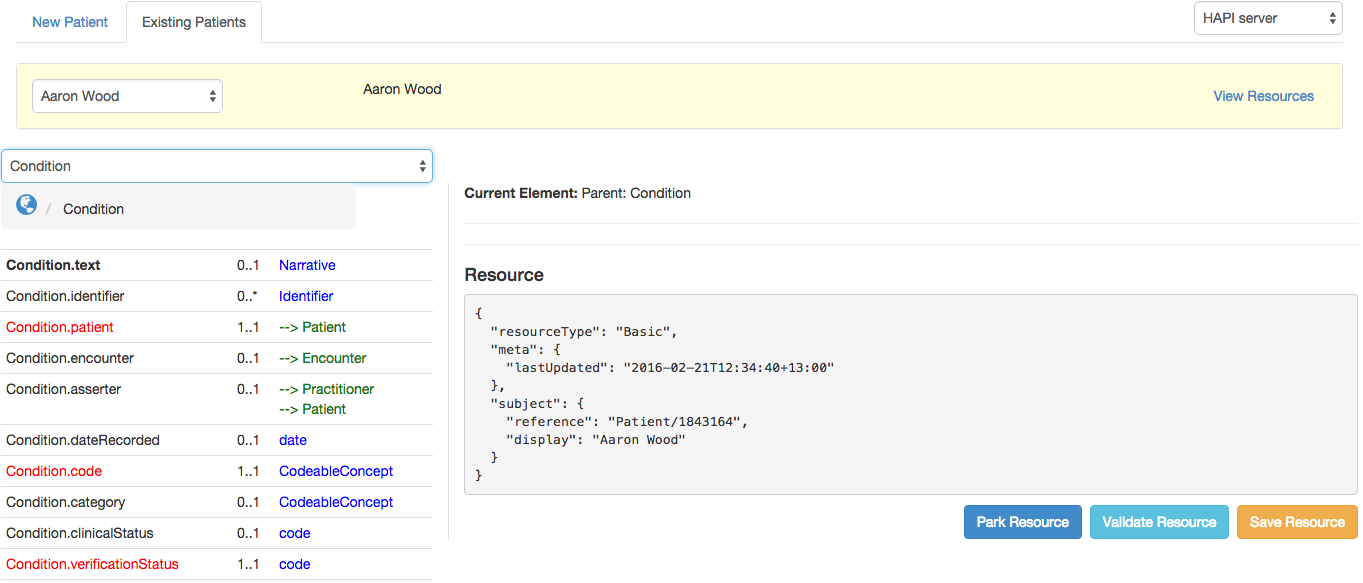 New Patient Existing Patients HAPI server
Aaron Wood Aaron Wood View Resources
Condition
/ Condition
Condition.text 0..1 Narrative
Condition.identifier 0..* Identifier
Condition.patient 1..1 --> Patient
Condition.encounter 0..1 --> Encounter
Condition.asserter 0..1 --> Practitioner
--> Patient
Condition.dateRecorded 0..1 date
Condition.code 1..1 CodeableConcept
Condition.category 0..1 CodeableConcept
Condition.clinicalStatus 0..1 code
Condition.verificationStatus 1..1 code
Current Element: Parent: Condition
Resource
{
  "resourceType": "Basic",
  "meta": {
    "lastUpdated": "2016-02-21T12:34:40+13:00"
  },
  "subject": {
    "reference": "Patient/1843164",
    "display": "Aaron Wood"
  }
}
Park Resource Validate Resource Save Resource